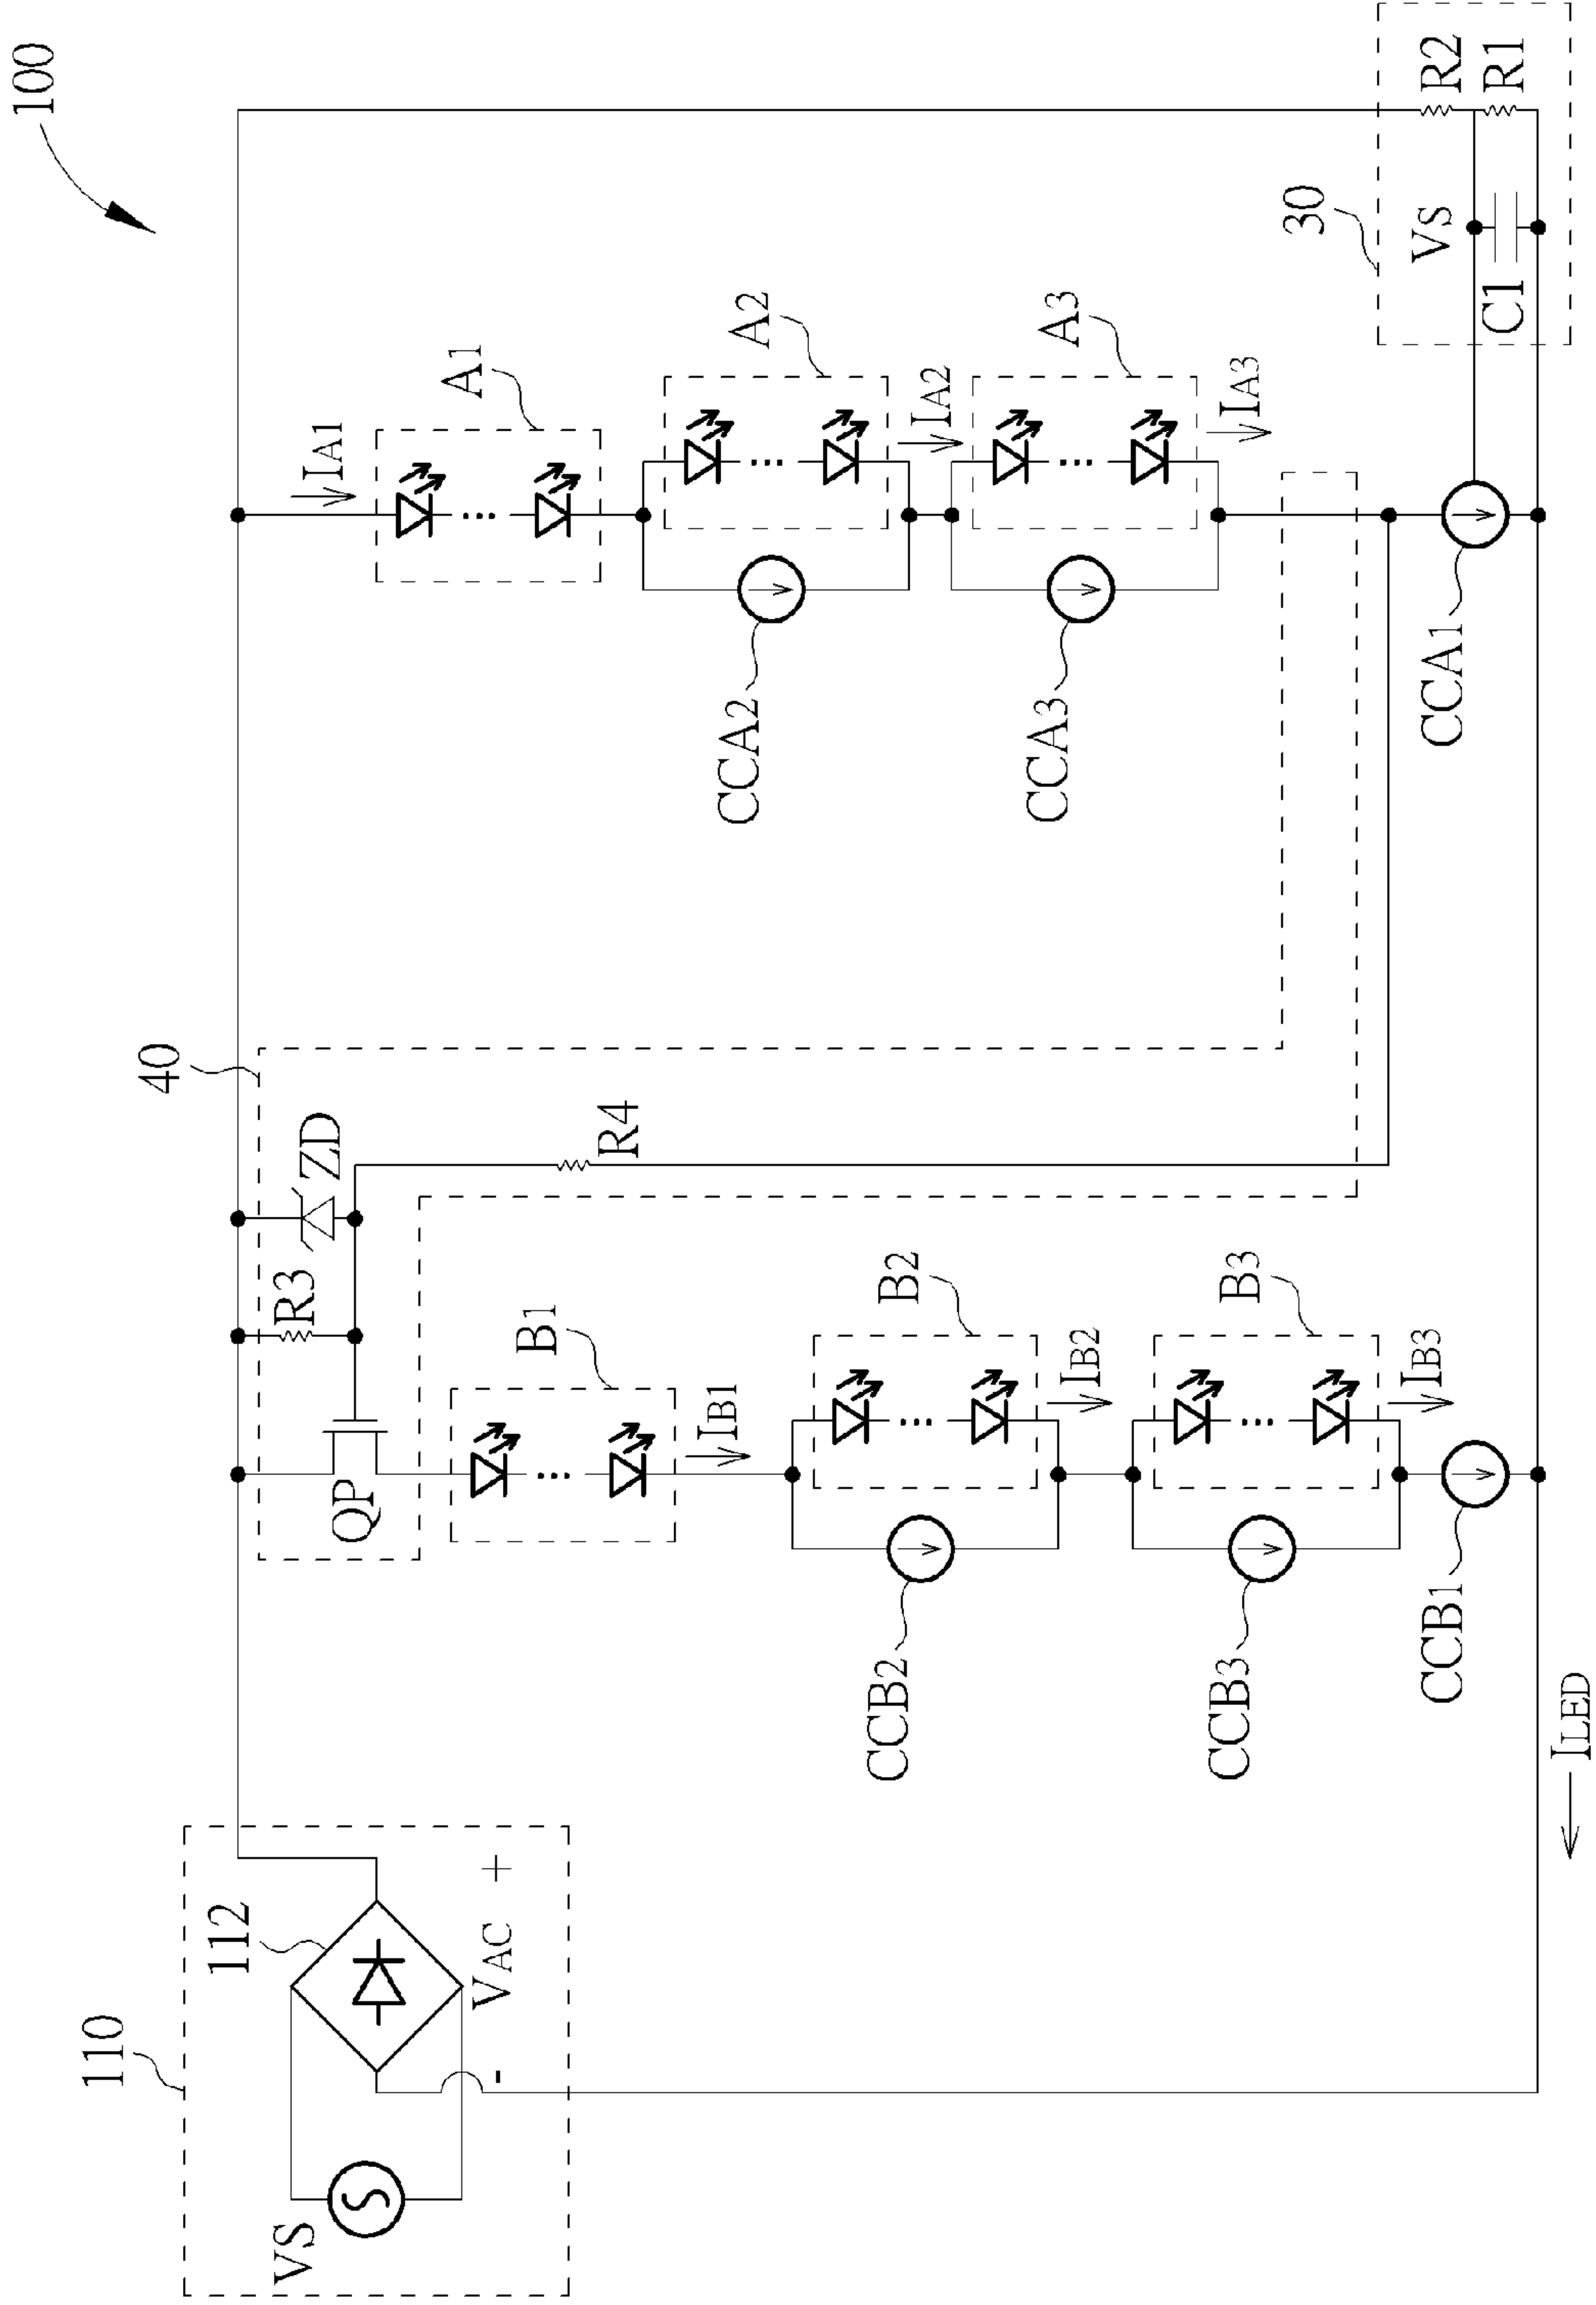 100
40
110
112
VS
VAC
+
-
QP
R3
ZD
R4
B1
IB1
B2
IB2
B3
IB3
CCB2
CCB3
CCB1
ILED
IA1
A1
A2
IA2
A3
IA3
CCA2
CCA3
CCA1
30
VS
C1
R2
R1